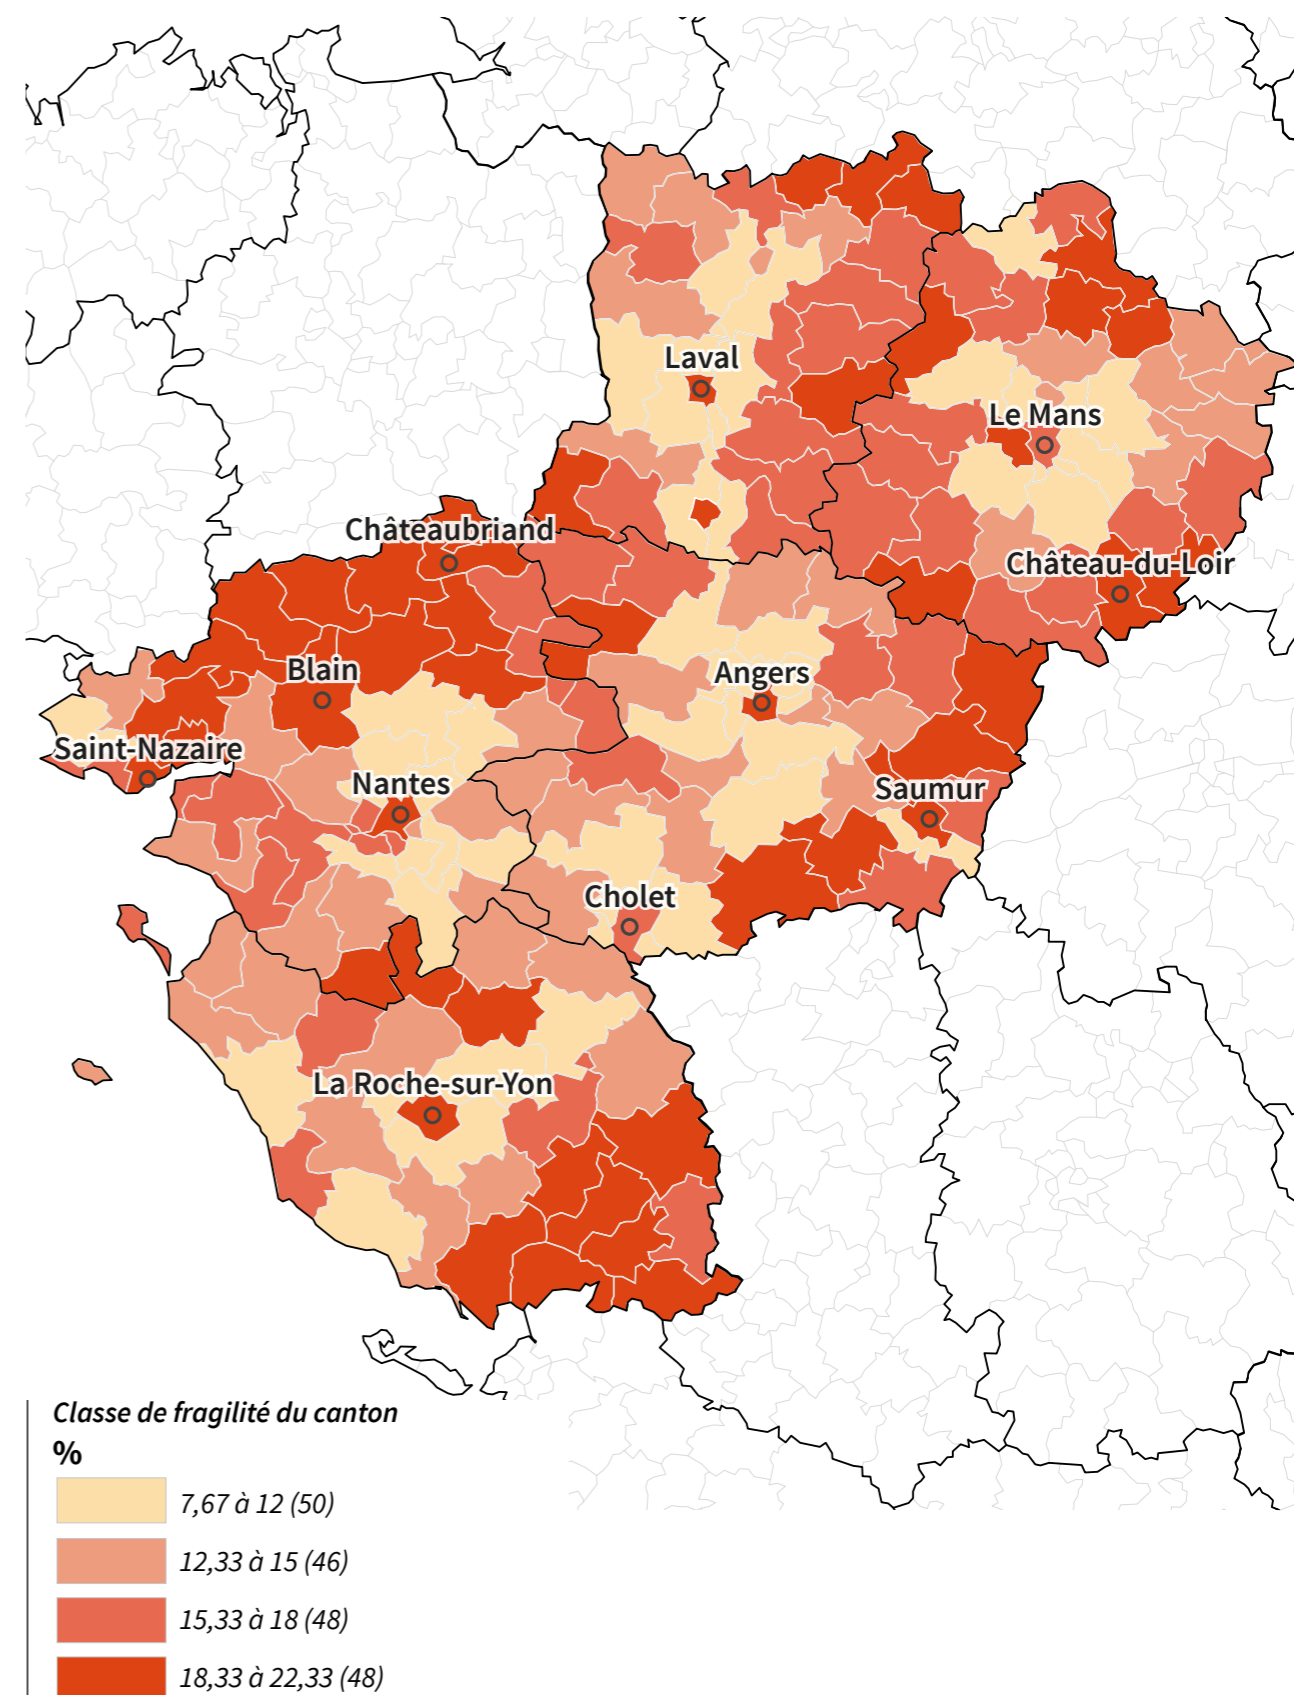 Laval
Le Mans
Châteaubriand
Château-du-Loir
Blain
Angers
Saint-Nazaire
Nantes
Saumur
Cholet
La Roche-sur-Yon
Classe de fragilité du canton
%
7,67 à 12 (50)
12,33 à 15 (46)
15,33 à 18 (48)
18,33 à 22,33 (48)